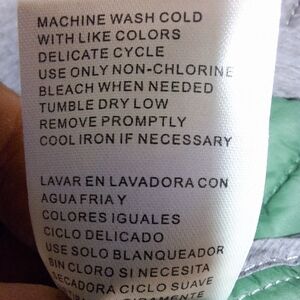 MACHINE WASH COLD
WITH LIKE COLORS
DELICATE CYCLE
USE ONLY NON-CHLORINE
BLEACH WHEN NEEDED
TUMBLE DRY LOW
REMOVE PROMPTLY
COOL IRON IF NECESSARY
LAVAR EN LAVADORA CON
AGUA FRIA Y
COLORES IGUALES
CICLO DELICADO
USE SOLO BLANQUEADOR
SIN CLORO SI NECESITA
SECADORA CICLO SUAVE